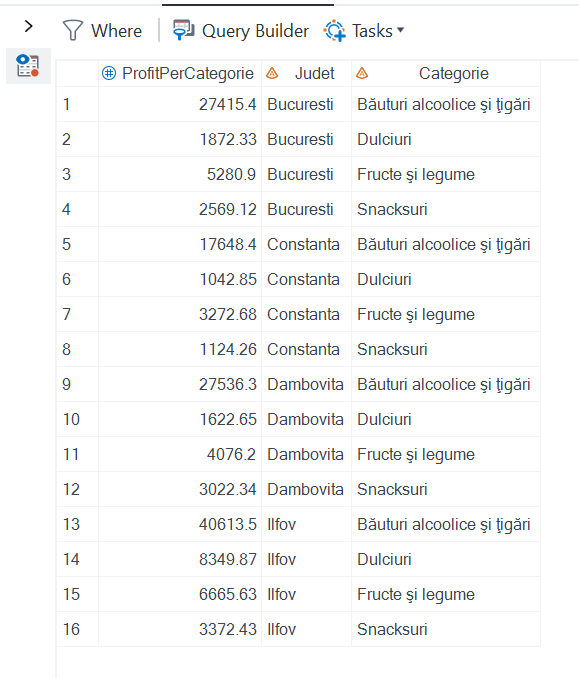 Where Query Builder Tasks
ProfitPerCategorie Judet Categorie
1 27415.4 Bucuresti Băuturi alcoolice şi ţigări
2 1872.33 Bucuresti Dulciuri
3 5280.9 Bucuresti Fructe şi legume
4 2569.12 Bucuresti Snacksuri
5 17648.4 Constanta Băuturi alcoolice şi ţigări
6 1042.85 Constanta Dulciuri
7 3272.68 Constanta Fructe şi legume
8 1124.26 Constanta Snacksuri
9 27536.3 Dambovita Băuturi alcoolice şi ţigări
10 1622.65 Dambovita Dulciuri
11 4076.2 Dambovita Fructe şi legume
12 3022.34 Dambovita Snacksuri
13 40613.5 Ilfov Băuturi alcoolice şi ţigări
14 8349.87 Ilfov Dulciuri
15 6665.63 Ilfov Fructe şi legume
16 3372.43 Ilfov Snacksuri